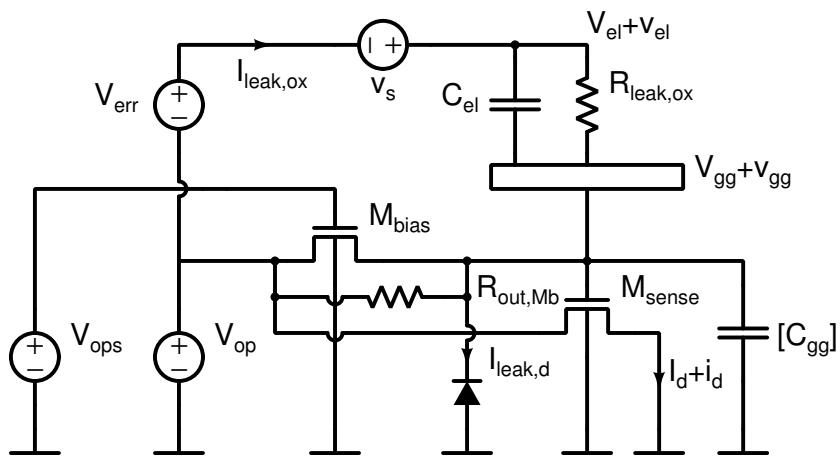 V_el+v_el
I_leak,ox
v_s
C_el
R_leak,ox
V_err
V_gg+v_gg
M_bias
R_out,Mb
M_sense
V_ops
V_op
I_leak,d
I_d+i_d
[C_gg]